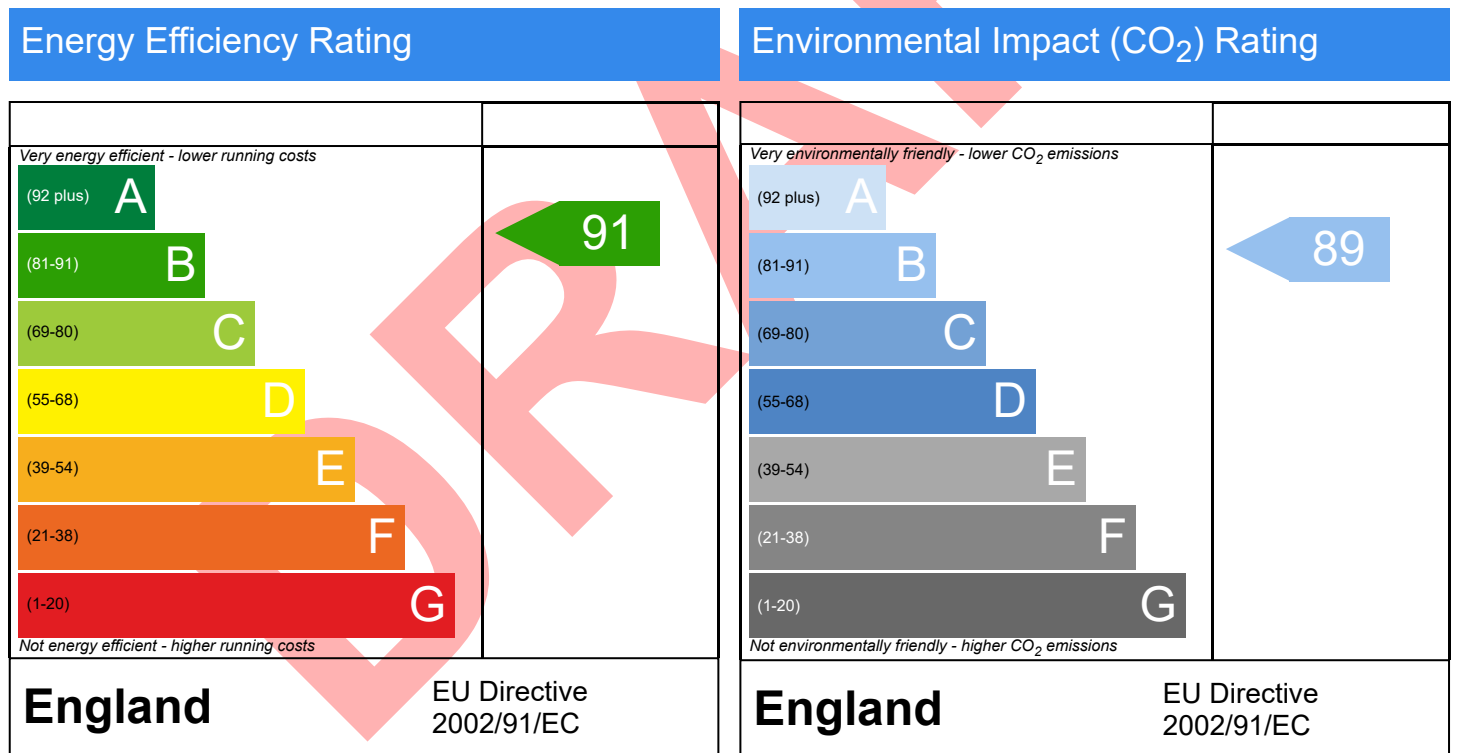 Energy Efficiency Rating
Very energy efficient - lower running costs
(92 plus) A
(81-91) B
(69-80) C
(55-68) D
(39-54) E
(21-38) F
(1-20) G
Not energy efficient - higher running costs
91
England
EU Directive
2002/91/EC
Environmental Impact (CO₂) Rating
Very environmentally friendly - lower CO₂ emissions
(92 plus) A
(81-91) B
(69-80) C
(55-68) D
(39-54) E
(21-38) F
(1-20) G
Not environmentally friendly - higher CO₂ emissions
89
England
EU Directive
2002/91/EC